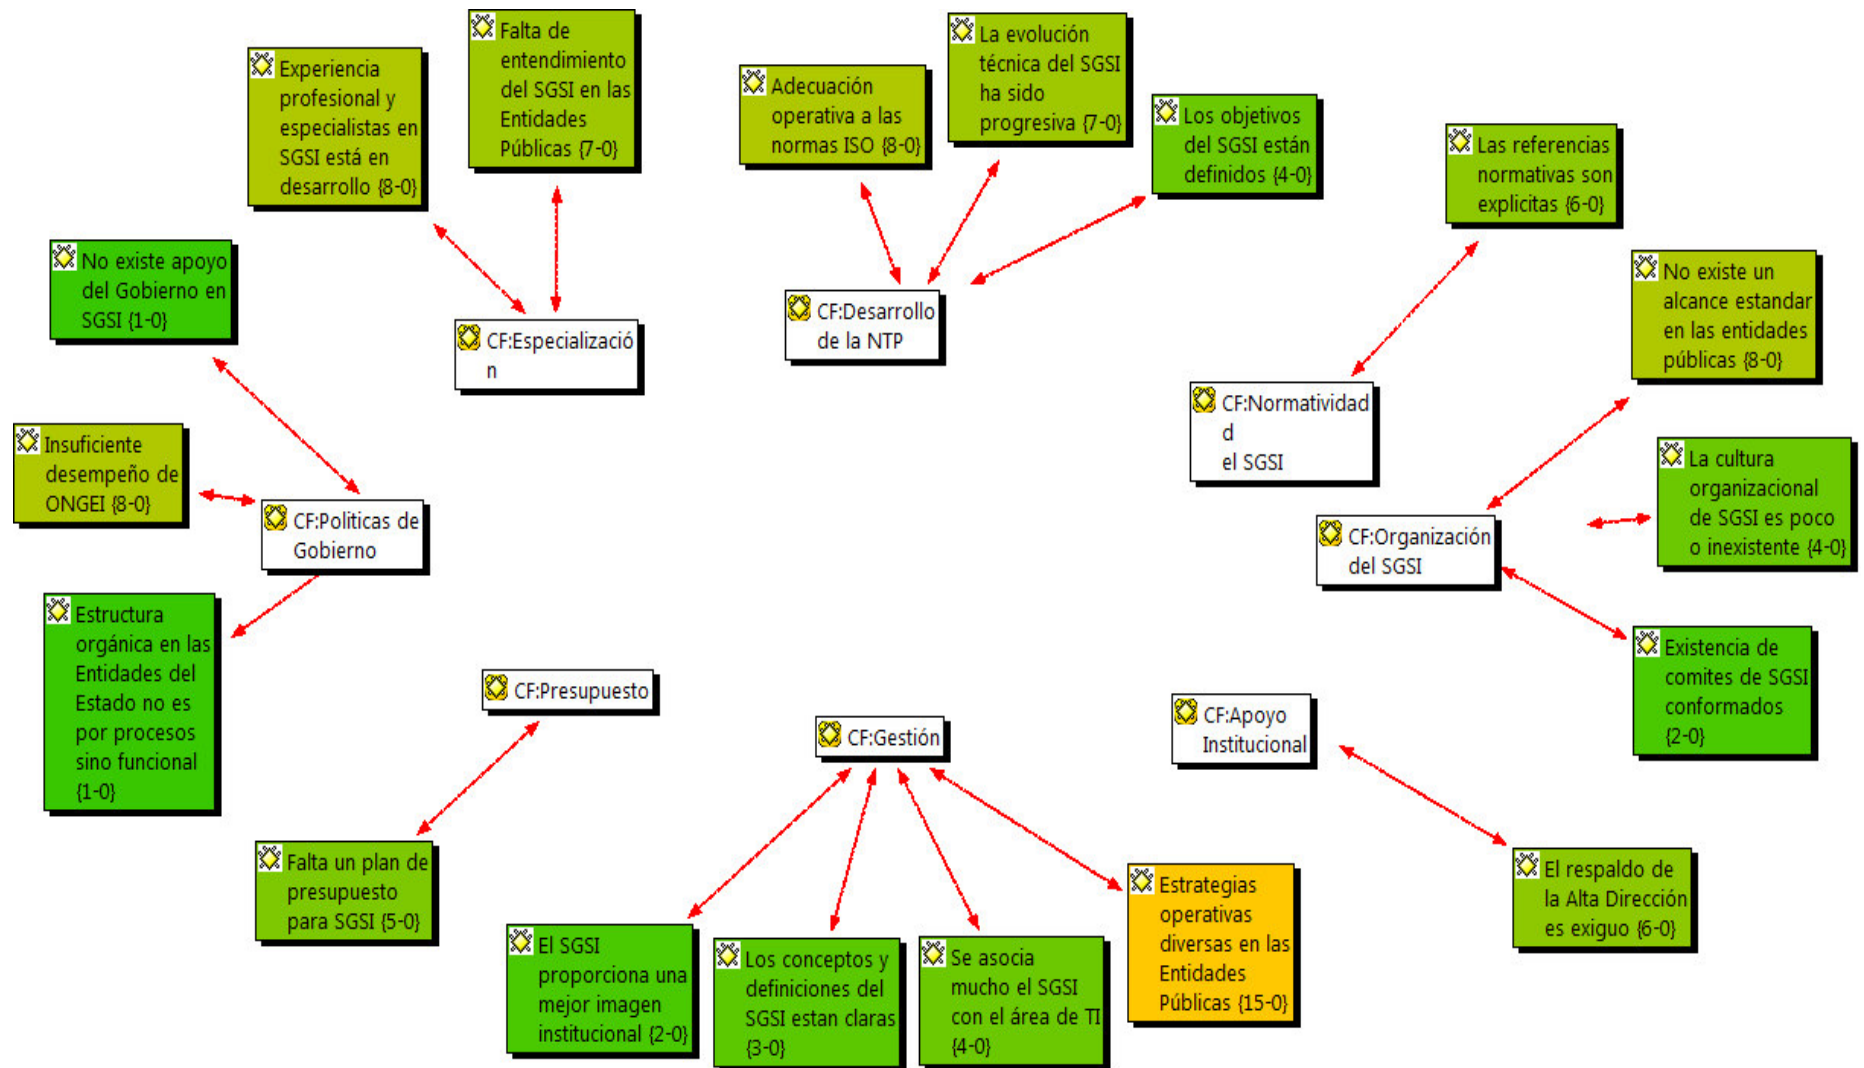 Experiencia
profesional y
especialistas en
SGSI está en
desarrollo {8-0}
Falta de
entendimiento
del SGSI en las
Entidades
Públicas {7-0}
Adecuación
operativa a las
normas ISO {8-0}
La evolución
técnica del SGSI
ha sido
progresiva {7-0}
Los objetivos
del SGSI están
definidos {4-0}
Las referencias
normativas son
explicitas {6-0}
No existe apoyo
del Gobierno en
SGSI {1-0}
CF:Especializació
n
CF:Desarrollo
de la NTP
No existe un
alcance estandar
en las entidades
públicas {8-0}
CF:Normatividad
d
el SGSI
Insuficiente
desempeño de
ONGEI {8-0}
CF:Politicas de
Gobierno
CF:Organización
del SGSI
La cultura
organizacional
de SGSI es poco
o inexistente {4-0}
Estructura
orgánica en las
Entidades del
Estado no es
por procesos
sino funcional
{1-0}
Existencia de
comites de SGSI
conformados
{2-0}
CF:Presupuesto
CF:Gestión
CF:Apoyo
Institucional
Falta un plan de
presupuesto
para SGSI {5-0}
El SGSI
proporciona una
mejor imagen
institucional {2-0}
Los conceptos y
definiciones del
SGSI estan claras
{3-0}
Se asocia
mucho el SGSI
con el área de TI
{4-0}
Estrategias
operativas
diversas en las
Entidades
Públicas {15-0}
El respaldo de
la Alta Dirección
es exiguo {6-0}